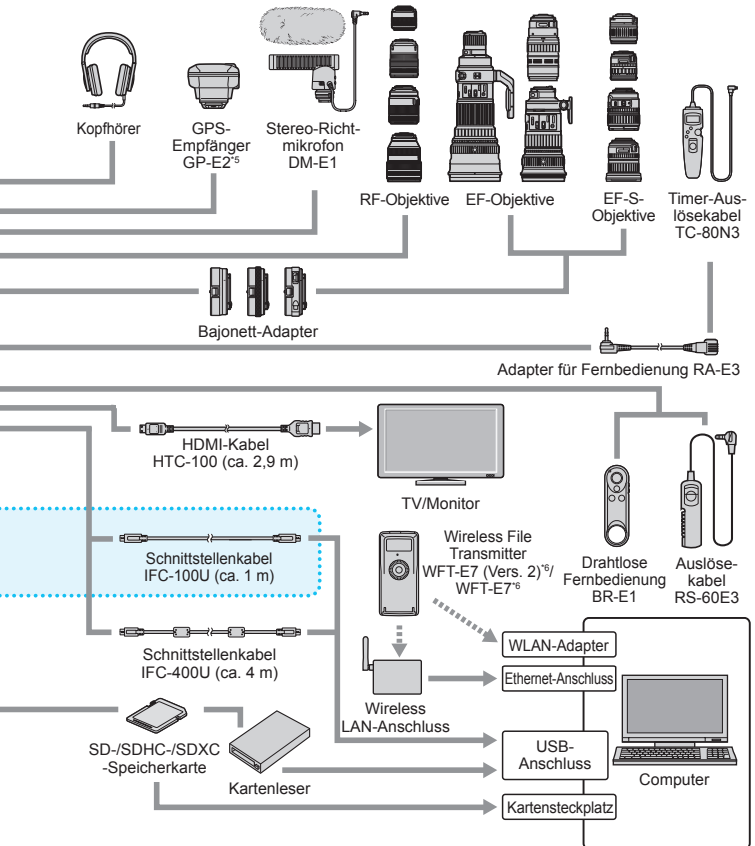 Kopfhörer
GPS-
Empfänger
GP-E2*5
Stereo-Richt-
mikrofon
DM-E1
RF-Objektive
EF-Objektive
EF-S-
Objektive
Timer-Aus-
lösekabel
TC-80N3
Bajonett-Adapter
Adapter für Fernbedienung RA-E3
HDMI-Kabel
HTC-100 (ca. 2,9 m)
TV/Monitor
Drahtlose
Fernbedienung
BR-E1
Auslöse-
kabel
RS-60E3
Schnittstellenkabel
IFC-100U (ca. 1 m)
Wireless File
Transmitter
WFT-E7 (Vers. 2)*6/
WFT-E7*6
Schnittstellenkabel
IFC-400U (ca. 4 m)
Wireless
LAN-Anschluss
WLAN-Adapter
Ethernet-Anschluss
SD-/SDHC-/SDXC
-Speicherkarte
Kartenleser
USB-
Anschluss
Kartensteckplatz
Computer